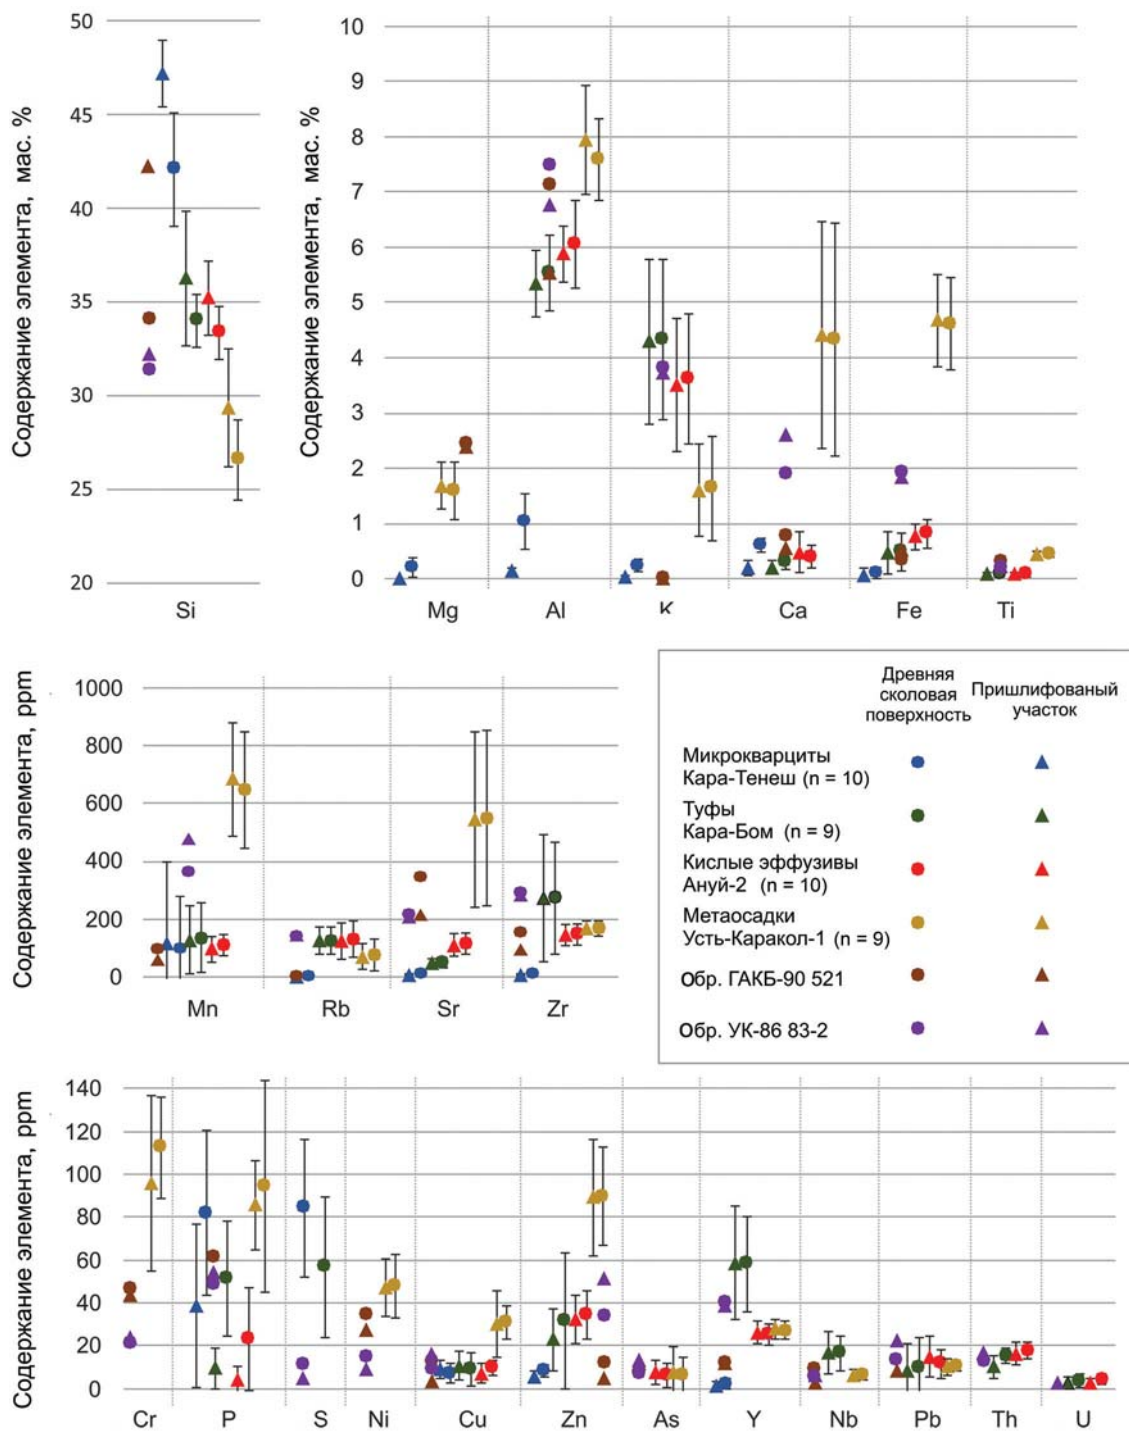 Содержание элемента, мас. %
50
45
40
35
30
25
20
Si
Содержание элемента, мас. %
10
9
8
7
6
5
4
3
2
1
0
Mg Al K Ca Fe Ti
Содержание элемента, ppm
1000
800
600
400
200
0
Mn Rb Sr Zr
Древняя
сколовая
поверхность
Пришлифованый
участок
Микрокварциты
Кара-Тенеш (n = 10)
Туфы
Кара-Бом (n = 9)
Кислые эффузивы
Ануй-2 (n = 10)
Метаосадки
Усть-Каракол-1 (n = 9)
Обр. ГАКБ-90 521
Обр. УК-86 83-2
Содержание элемента, ppm
140
120
100
80
60
40
20
0
Cr P S Ni Cu Zn As Y Nb Pb Th U